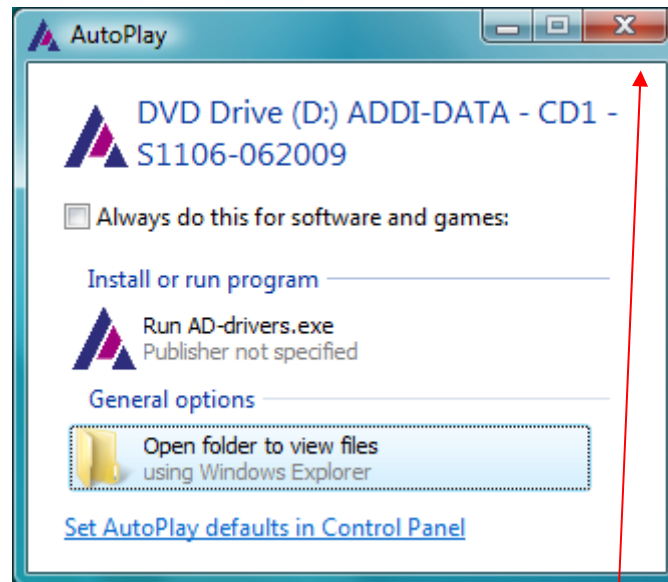 AutoPlay
DVD Drive (D:) ADDI-DATA - CD1 -
S1106-062009
Always do this for software and games:
Install or run program
Run AD-drivers.exe
Publisher not specified
General options
Open folder to view files
using Windows Explorer
Set AutoPlay defaults in Control Panel